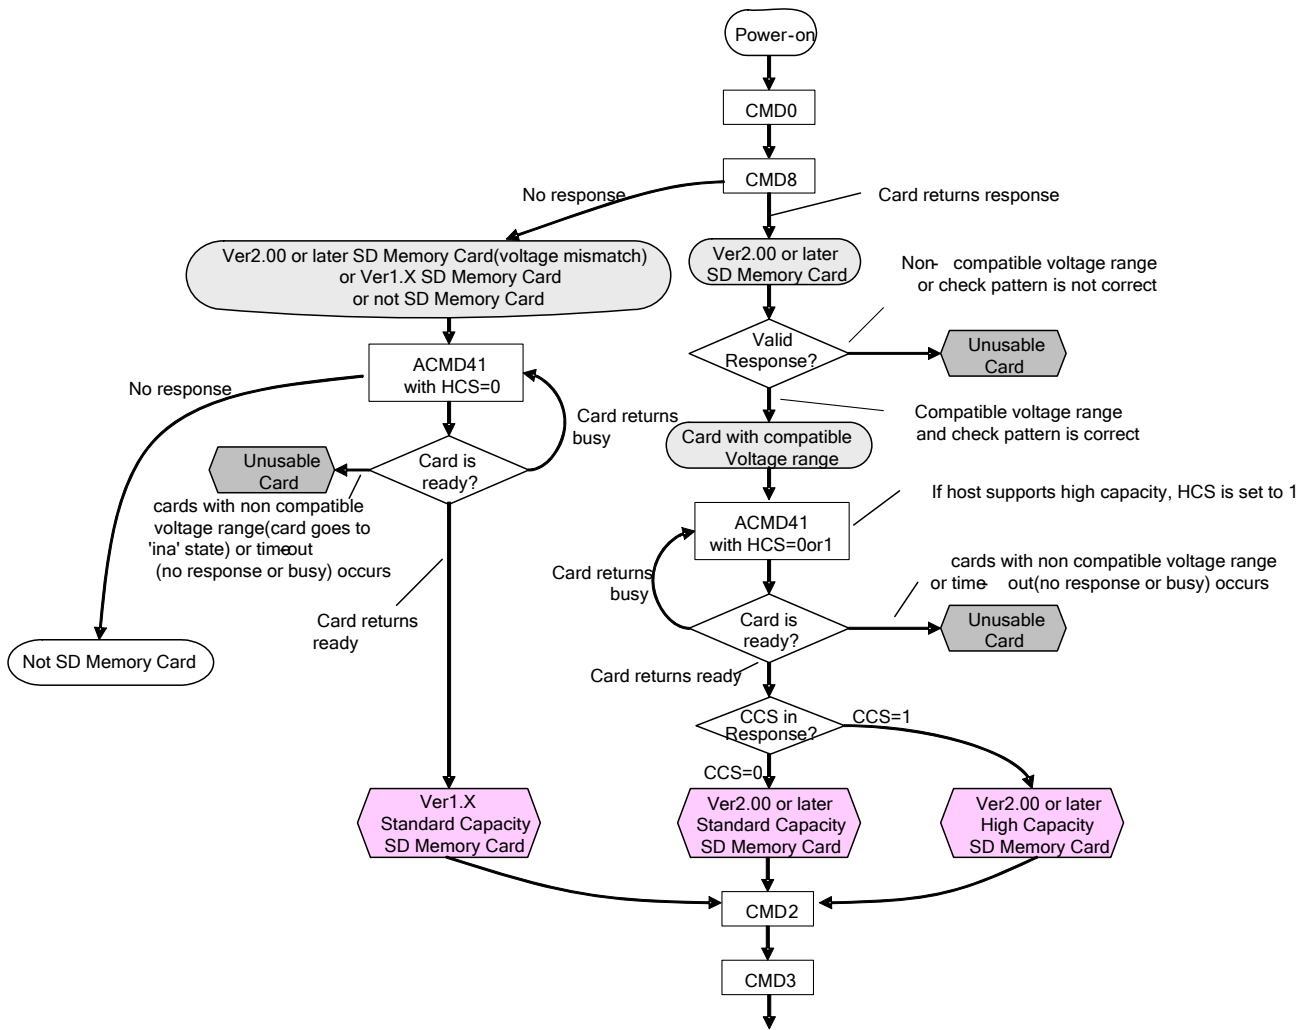 Power-on
CMD0
CMD8
No response
Card returns response
Ver2.00 or later SD Memory Card(voltage mismatch)
or Ver1.X SD Memory Card
or not SD Memory Card
Ver2.00 or later
SD Memory Card
Non- compatible voltage range
or check pattern is not correct
Valid
Response?
Unusable
Card
ACMD41
with HCS=0
No response
Card returns
busy
Compatible voltage range
and check pattern is correct
Card with compatible
Voltage range
Unusable
Card
Card is
ready?
cards with non compatible
voltage range(card goes to
'ina' state) or time-out
(no response or busy) occurs
If host supports high capacity, HCS is set to 1
ACMD41
with HCS=0or1
Card returns
busy
cards with non compatible voltage range
or time- out(no response or busy) occurs
Card returns
ready
Card is
ready?
Unusable
Card
Not SD Memory Card
Card returns ready
CCS in
Response?
CCS=1
CCS=0
Ver1.X
Standard Capacity
SD Memory Card
Ver2.00 or later
Standard Capacity
SD Memory Card
Ver2.00 or later
High Capacity
SD Memory Card
CMD2
CMD3